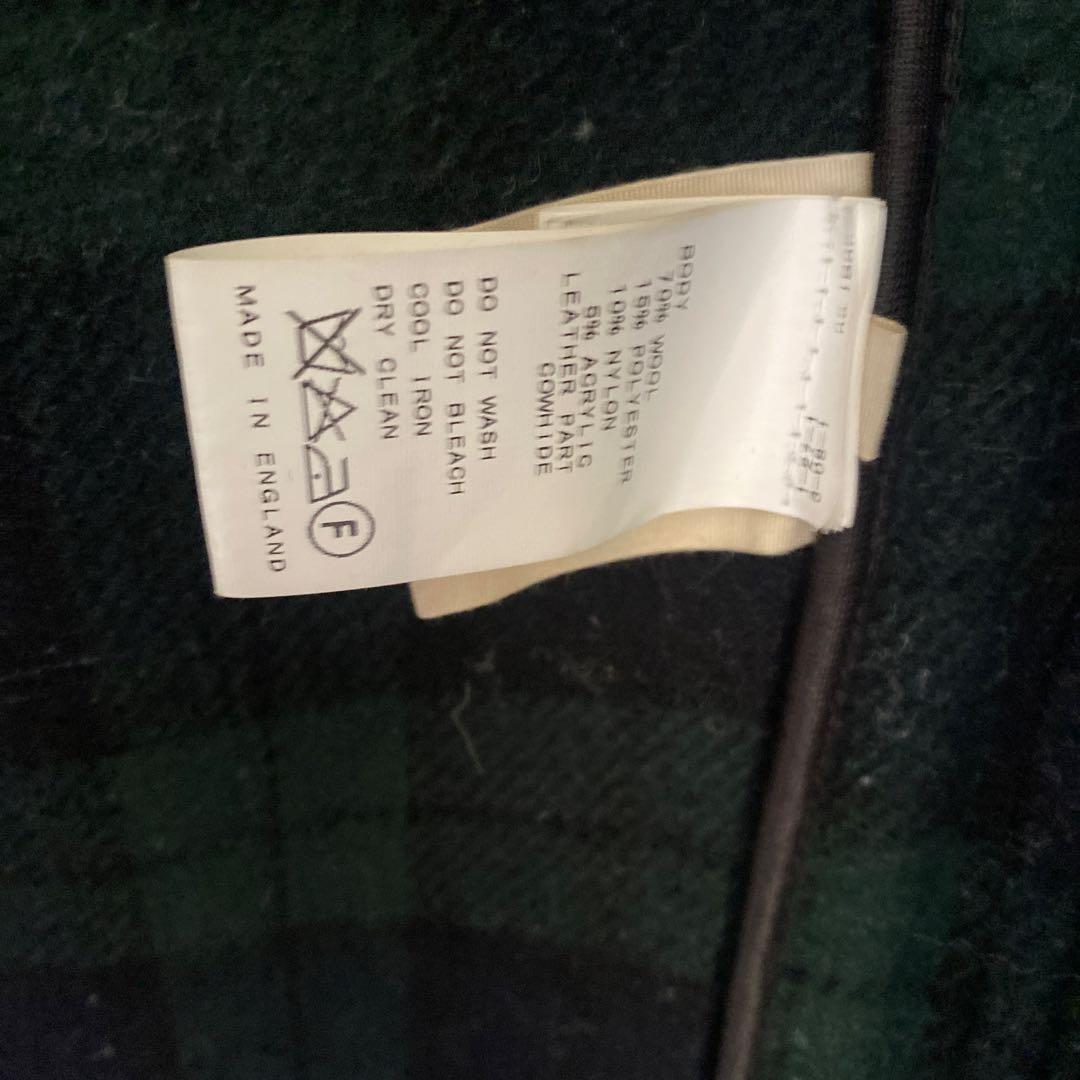 BODY
70% WOOL
15% POLYESTER
10% NYLON
5% ACRYLIC
LEATHER PART
COWHIDE
DO NOT WASH
DO NOT BLEACH
COOL IRON
DRY CLEAN
F
MADE IN ENGLAND